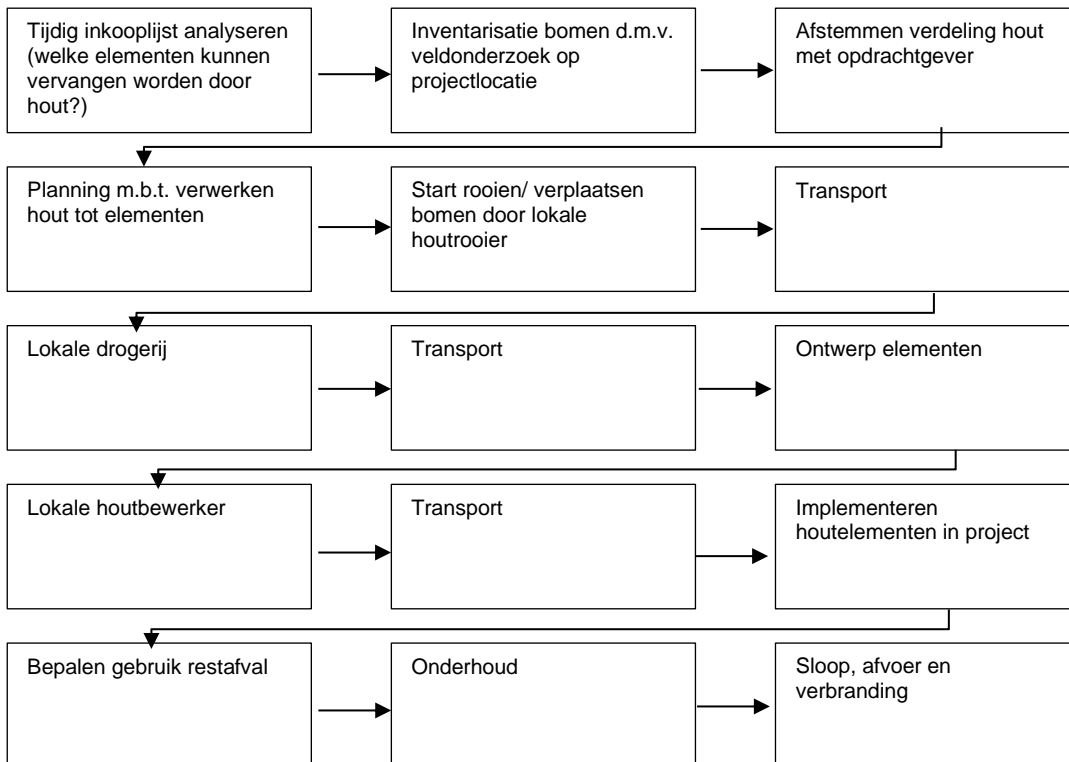 Tijdig inkooplijst analyseren
(welke elementen kunnen
vervangen worden door
hout?)
Inventarisatie bomen d.m.v.
veldonderzoek op
projectlocatie
Afstemmen verdeling hout
met opdrachtgever
Planning m.b.t. verwerken
hout tot elementen
Start rooien/ verplaatsen
bomen door lokale
houtrooier
Transport
Lokale drogerij
Transport
Ontwerp elementen
Lokale houtbewerker
Transport
Implementeren
houtelementen in project
Bepalen gebruik restafval
Onderhoud
Sloop, afvoer en
verbranding